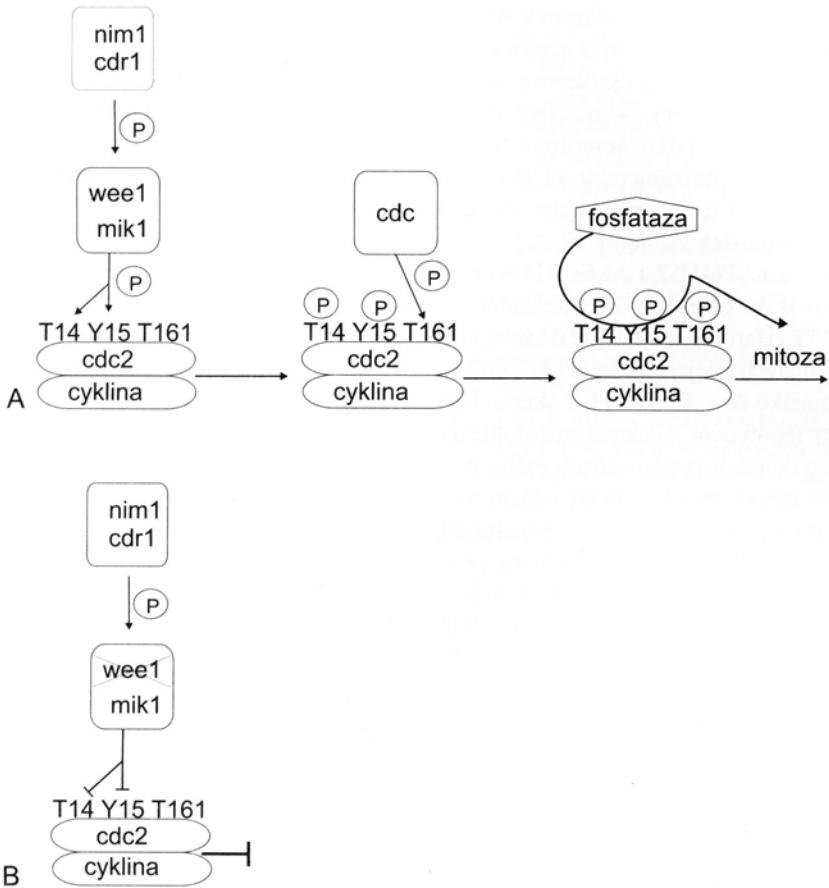 nim1
cdr1
P
wee1
mik1
P
T14 Y15 T161
cdc2
cyklina
A
cdc
P
P
P
T14 Y15 T161
cdc2
cyklina
fosfataza
P
P
P
T14 Y15 T161
cdc2
cyklina
mitoza
nim1
cdr1
P
wee1
mik1
T14 Y15 T161
cdc2
cyklina
B